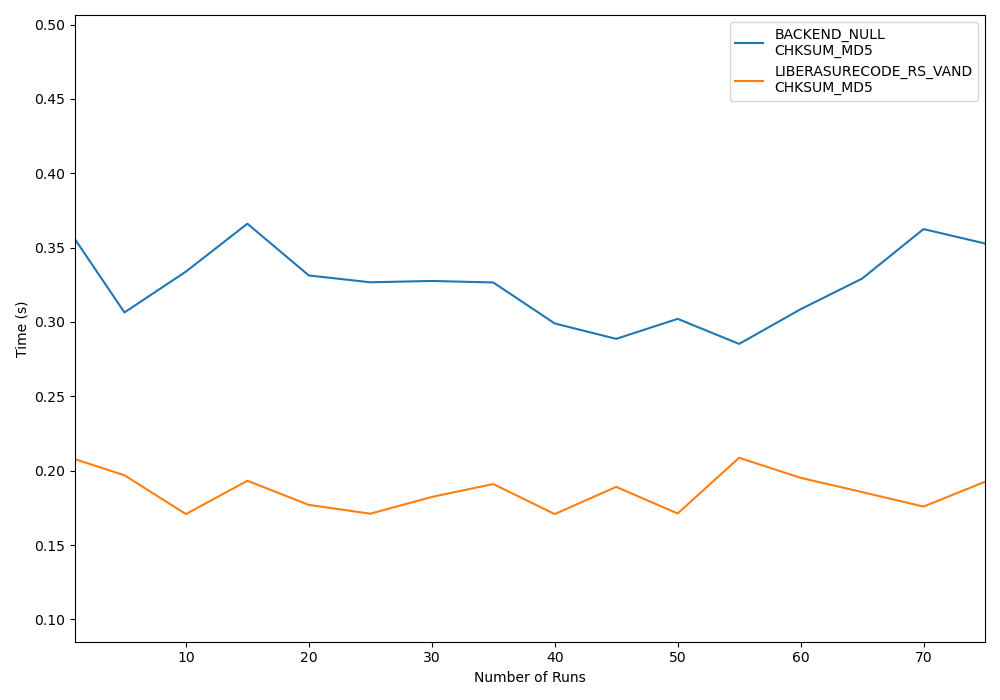 BACKEND_NULL
CHKSUM_MD5
LIBERASURECODE_RS_VAND
CHKSUM_MD5
0.50
0.45
0.40
0.35
0.30
0.25
0.20
0.15
0.10
Time (s)
10 20 30 40 50 60 70
Number of Runs